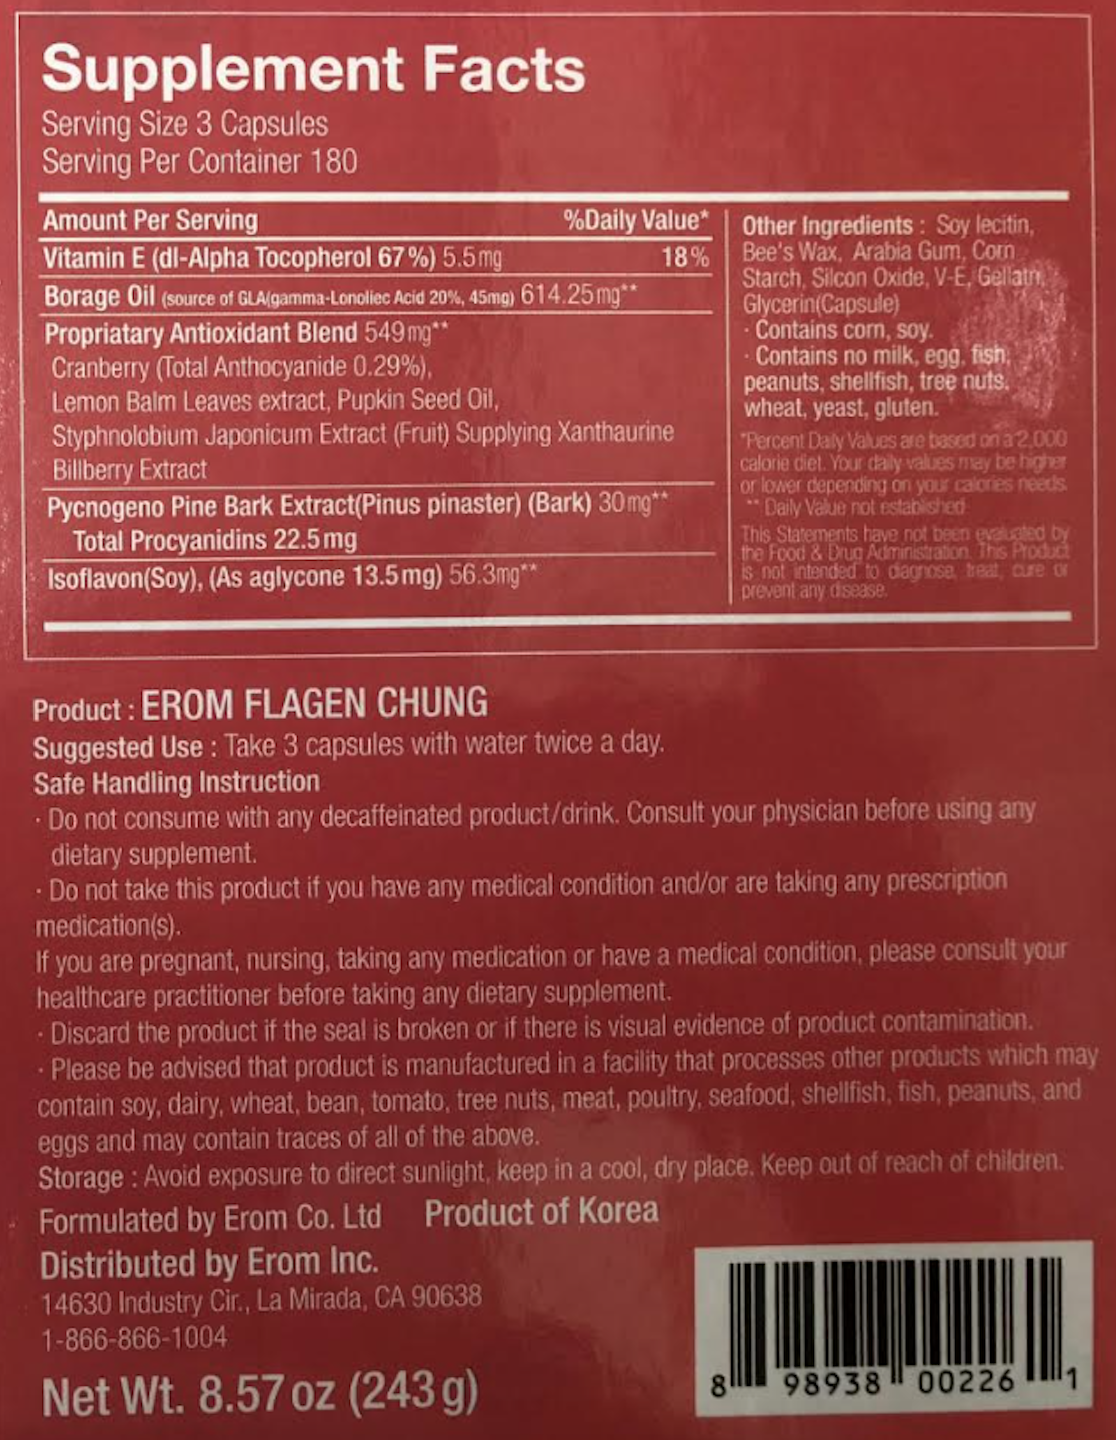 Supplement Facts
Serving Size 3 Capsules
Serving Per Container 180
Amount Per Serving %Daily Value*
Vitamin E (dl-Alpha Tocopherol 67%) 5.5mg 18%
Borage Oil (source of GLA(gamma-Lonoliec Acid 20%, 45mg) 614.25mg**
Propriatary Antioxidant Blend 549mg**
Cranberry (Total Anthocyanide 0.29%),
Lemon Balm Leaves extract, Pupkin Seed Oil,
Styphnolobium Japonicum Extract (Fruit) Supplying Xanthaurine
Billberry Extract
Pycnogeno Pine Bark Extract(Pinus pinaster) (Bark) 30mg**
Total Procyanidins 22.5mg
Isoflavon(Soy), (As aglycone 13.5mg) 56.3mg**
Other Ingredients : Soy lecitin,
Bee's Wax, Arabia Gum, Corn
Starch, Silcon Oxide, V-E, Gellatn,
Glycerin(Capsule)
· Contains corn, soy.
· Contains no milk, egg, fish,
peanuts, shellfish, tree nuts,
wheat, yeast, gluten.
*Percent Daily Values are based on a 2,000
calorie diet. Your daily values may be higher
or lower depending on your calories needs.
** Daily Value not established
This Statements have not been evaluated by
the Food & Drug Administration. This Product
is not intended to diagnose, treat, cure or
prevent any disease.
Product : EROM FLAGEN CHUNG
Suggested Use : Take 3 capsules with water twice a day.
Safe Handling Instruction
· Do not consume with any decaffeinated product/drink. Consult your physician before using any
dietary supplement.
· Do not take this product if you have any medical condition and/or are taking any prescription
medication(s).
If you are pregnant, nursing, taking any medication or have a medical condition, please consult your
healthcare practitioner before taking any dietary supplement.
· Discard the product if the seal is broken or if there is visual evidence of product contamination.
· Please be advised that product is manufactured in a facility that processes other products which may
contain soy, dairy, wheat, bean, tomato, tree nuts, meat, poultry, seafood, shellfish, fish, peanuts, and
eggs and may contain traces of all of the above.
Storage : Avoid exposure to direct sunlight, keep in a cool, dry place. Keep out of reach of children.
Formulated by Erom Co. Ltd Product of Korea
Distributed by Erom Inc.
14630 Industry Cir., La Mirada, CA 90638
1-866-866-1004
Net Wt. 8.57 oz (243 g)
8 98938 00226 1